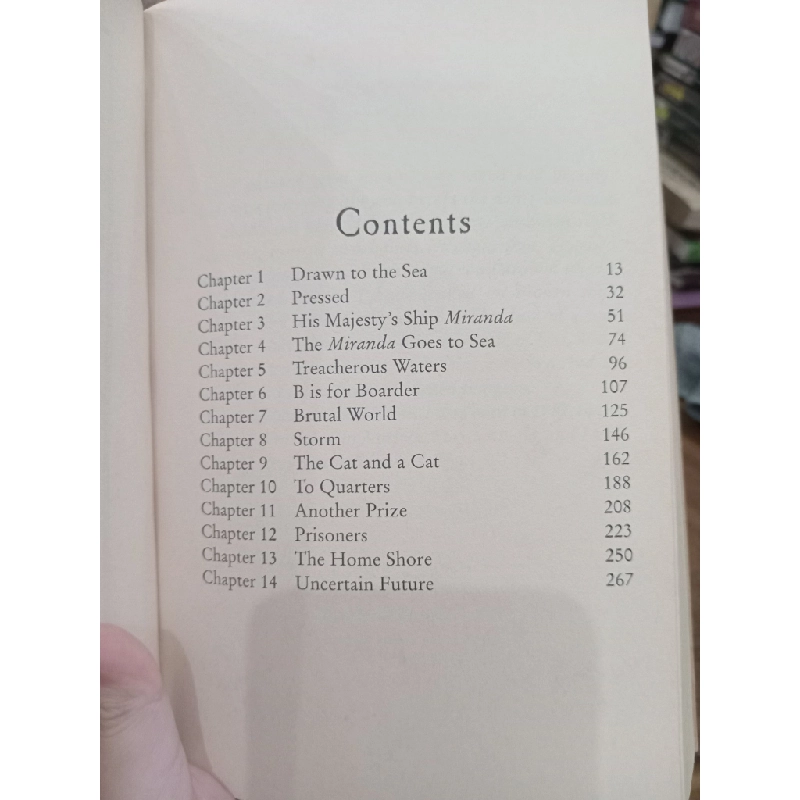 Contents
Chapter 1 Drawn to the Sea 13
Chapter 2 Pressed 32
Chapter 3 His Majesty's Ship Miranda 51
Chapter 4 The Miranda Goes to Sea 74
Chapter 5 Treacherous Waters 96
Chapter 6 B is for Boarder 107
Chapter 7 Brutal World 125
Chapter 8 Storm 146
Chapter 9 The Cat and a Cat 162
Chapter 10 To Quarters 188
Chapter 11 Another Prize 208
Chapter 12 Prisoners 223
Chapter 13 The Home Shore 250
Chapter 14 Uncertain Future 267